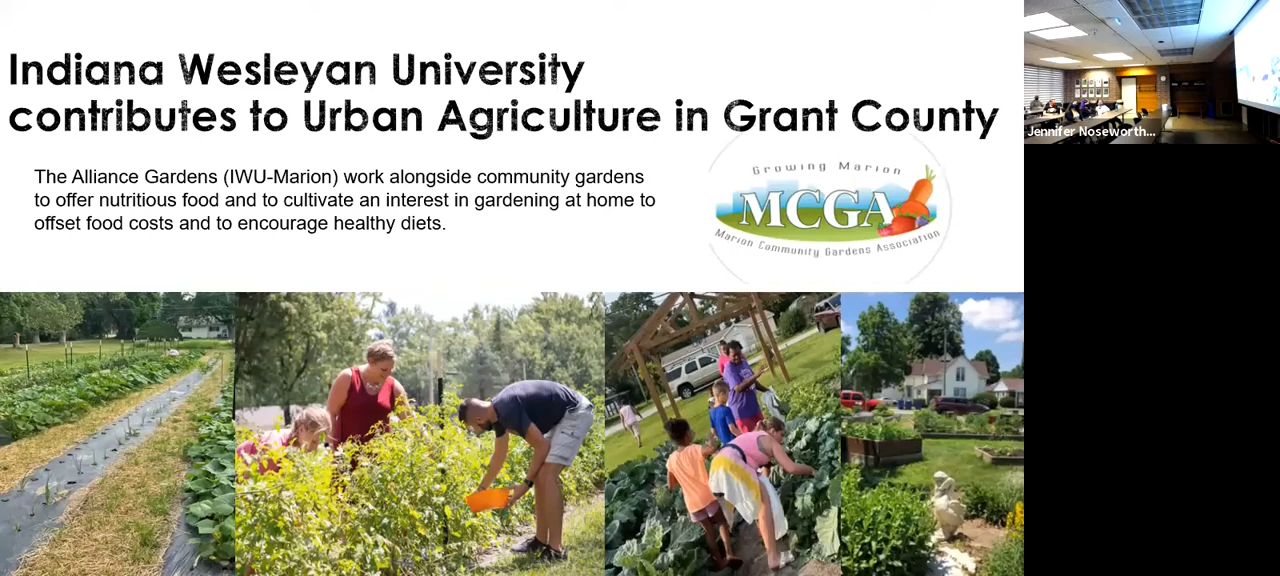 Indiana Wesleyan University
contributes to Urban Agriculture in Grant County
The Alliance Gardens (IWU-Marion) work alongside community gardens
to offer nutritious food and to cultivate an interest in gardening at home to
offset food costs and to encourage healthy diets.
Growing Marion
MCGA
Marion Community Gardens Association
Jennifer Noseworth...